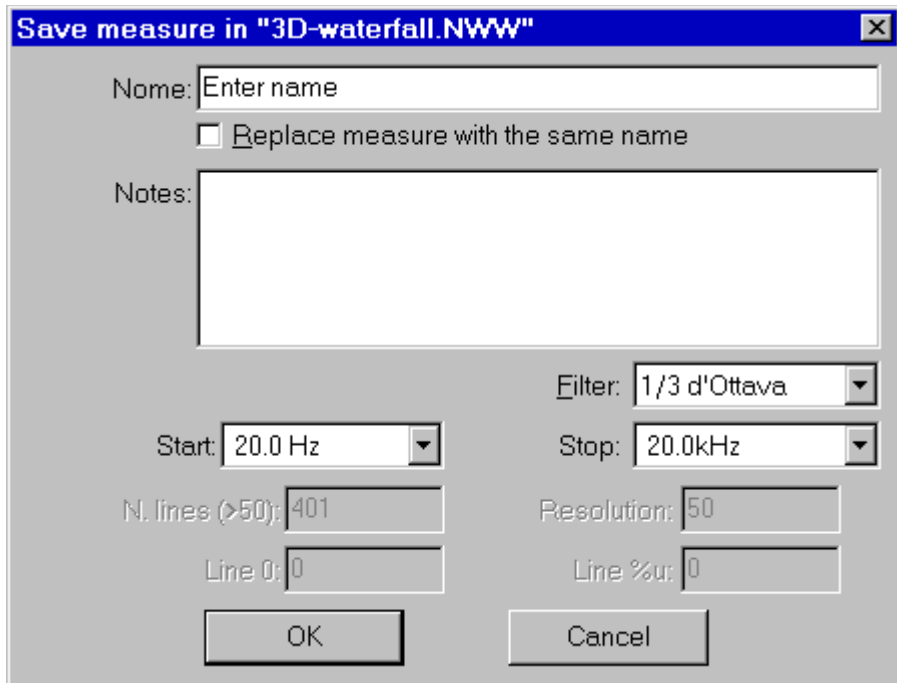 Save measure in "3D-waterfall.NWW"
Nome: Enter name
Replace measure with the same name
Notes:
Filter: 1/3 d'Ottava
Start: 20.0 Hz Stop: 20.0kHz
N. lines (>50): 401 Resolution: 50
Line 0: 0 Line %u: 0
OK Cancel